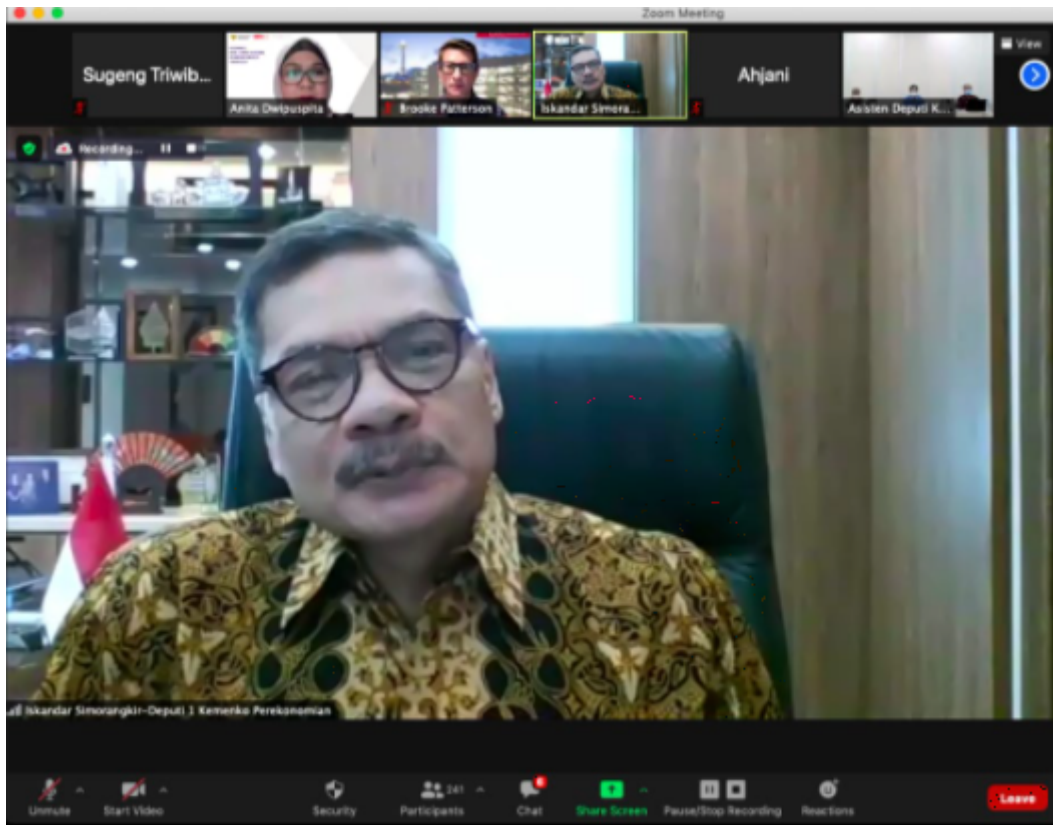 Zoom Meeting
Sugeng Triwib...
Anita Dwipuspita
Brooke Patterson
Iskandar Simora...
Ahjani
Asisten Deputi K...
View
Recording...
Iskandar Simorangkir-Deputi 1 Kemenko Perekonomian
Unmute
Start Video
Security
Participants
241
Chat
Share Screen
Pause/Stop Recording
Reactions
Leave